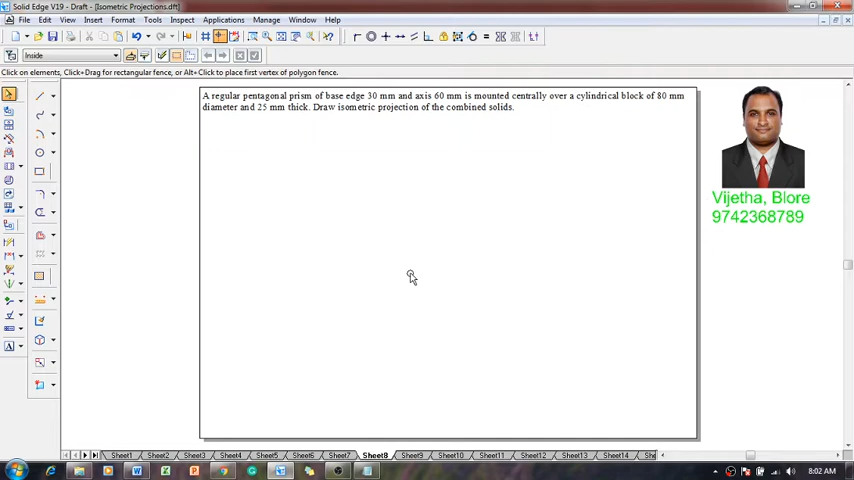 Solid Edge V19 - Draft - [Isometric Projections.dft]
File Edit View Insert Format Tools Inspect Applications Manage Window Help
Inside
Click on elements, Click+Drag for rectangular fence, or Alt+Click to place first vertex of polygon fence.
A regular pentagonal prism of base edge 30 mm and axis 60 mm is mounted centrally over a cylindrical block of 80 mm
diameter and 25 mm thick. Draw isometric projection of the combined solids.
Vijetha, Blore
9742368789
Sheet1 Sheet2 Sheet3 Sheet4 Sheet5 Sheet6 Sheet7 Sheet8 Sheet9 Sheet10 Sheet11 Sheet12 Sheet13 Sheet14 She
8:02 AM